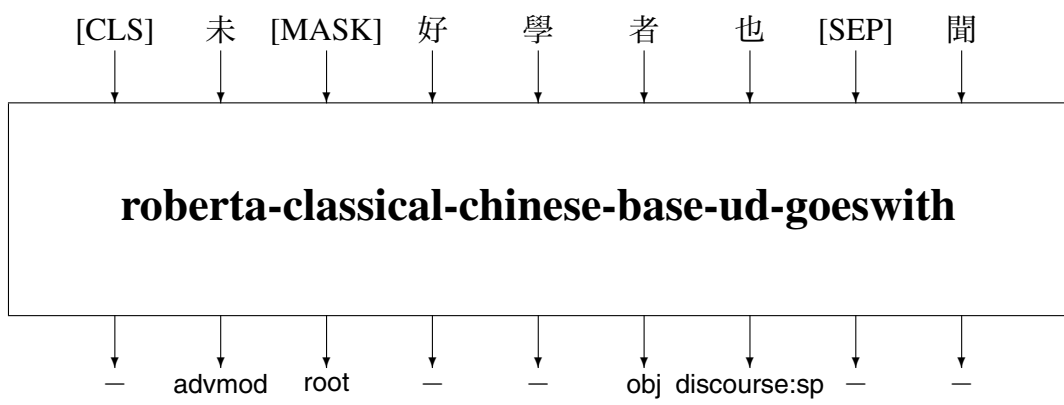 [CLS] 未 [MASK] 好 學 者 也 [SEP] 聞
roberta-classical-chinese-base-ud-goeswith
— advmod root — — obj discourse:sp — —